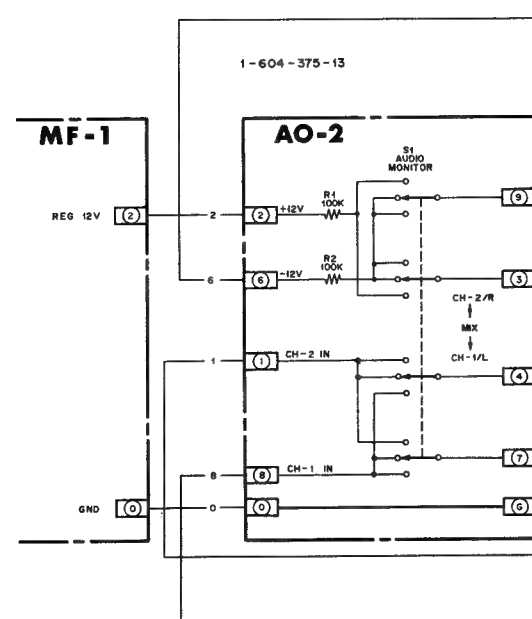 1-604-375-13
MF-1
AO-2
S1
AUDIO
MONITOR
R1
100K
9
REG 12V
2
2
2
+12V
R2
100K
6
6
-12V
3
CH-2/R
MIX
CH-1/L
1
1
CH-2 IN
4
7
8
8
CH-1 IN
GND
0
0
0
G